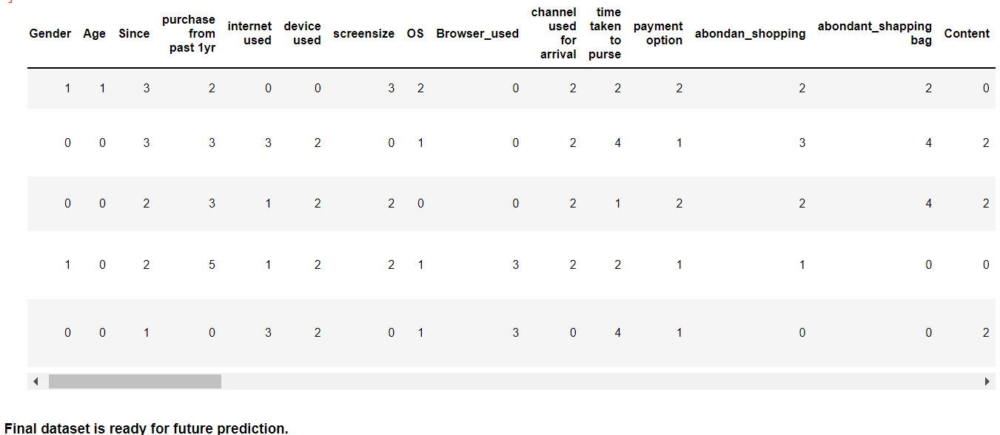 Gender Age Since purchase from past 1yr internet used device used screensize OS Browser_used channel used for arrival time taken to purse payment option abondan_shopping abondant_shapping bag Content
1 1 3 2 0 0 3 2 0 2 2 2 2 2 0
0 0 3 3 3 2 0 1 0 2 4 1 3 4 2
0 0 2 3 1 2 2 0 0 2 1 2 2 4 2
1 0 2 5 1 2 2 1 3 2 2 1 1 0 0
0 0 1 0 3 2 0 1 3 0 4 1 0 0 2
Final dataset is ready for future prediction.